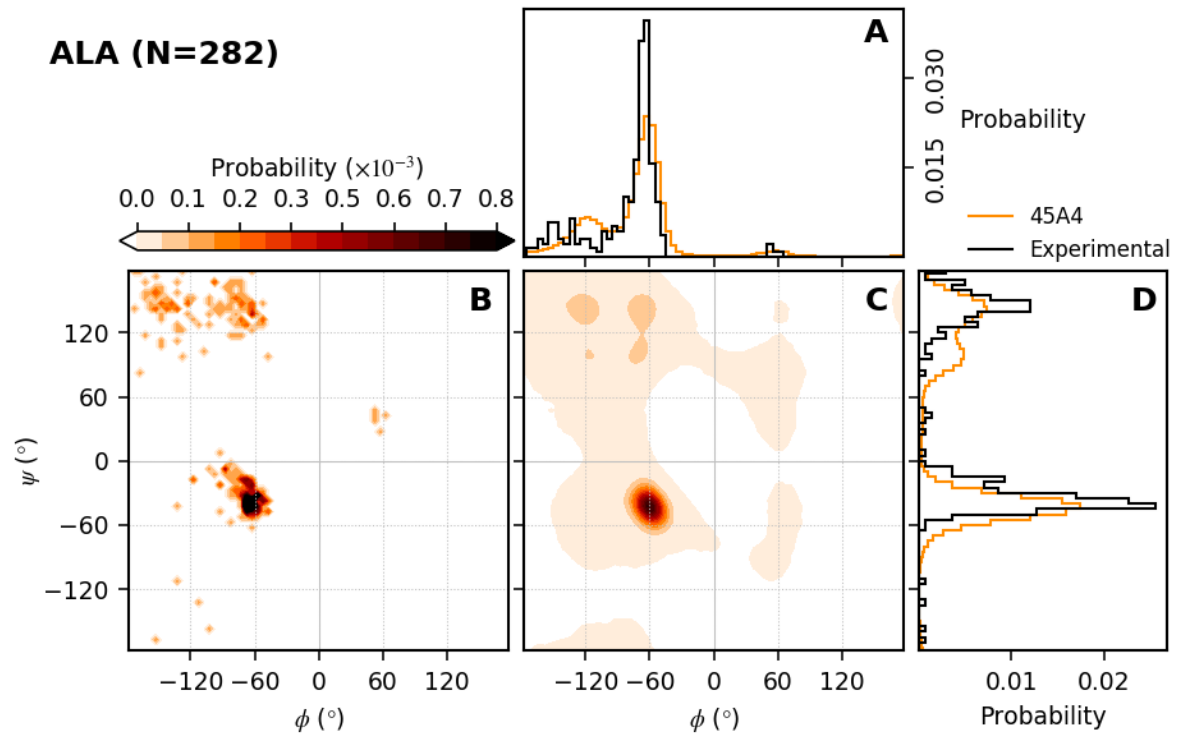 ALA (N=282)
A
0.030
0.015
Probability
Probability (×10⁻³)
0.0 0.1 0.2 0.3 0.5 0.6 0.7 0.8
45A4
Experimental
B
C
D
120
60
0
−60
−120
ψ (°)
−120 −60 0 60 120
−120 −60 0 60 120
0.01 0.02
ϕ (°)
ϕ (°)
Probability